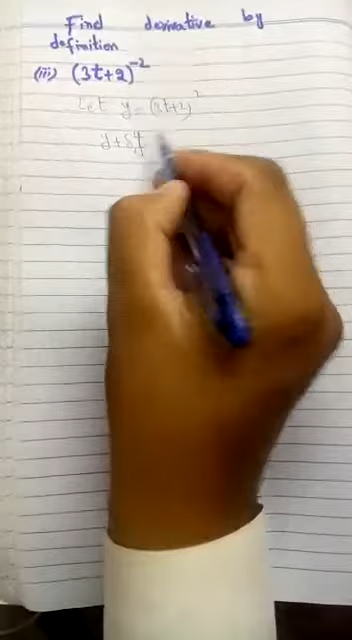 Find derivative by
definition
(iii) (3t+2)⁻²
Let y = (3t+2)²
y+δy